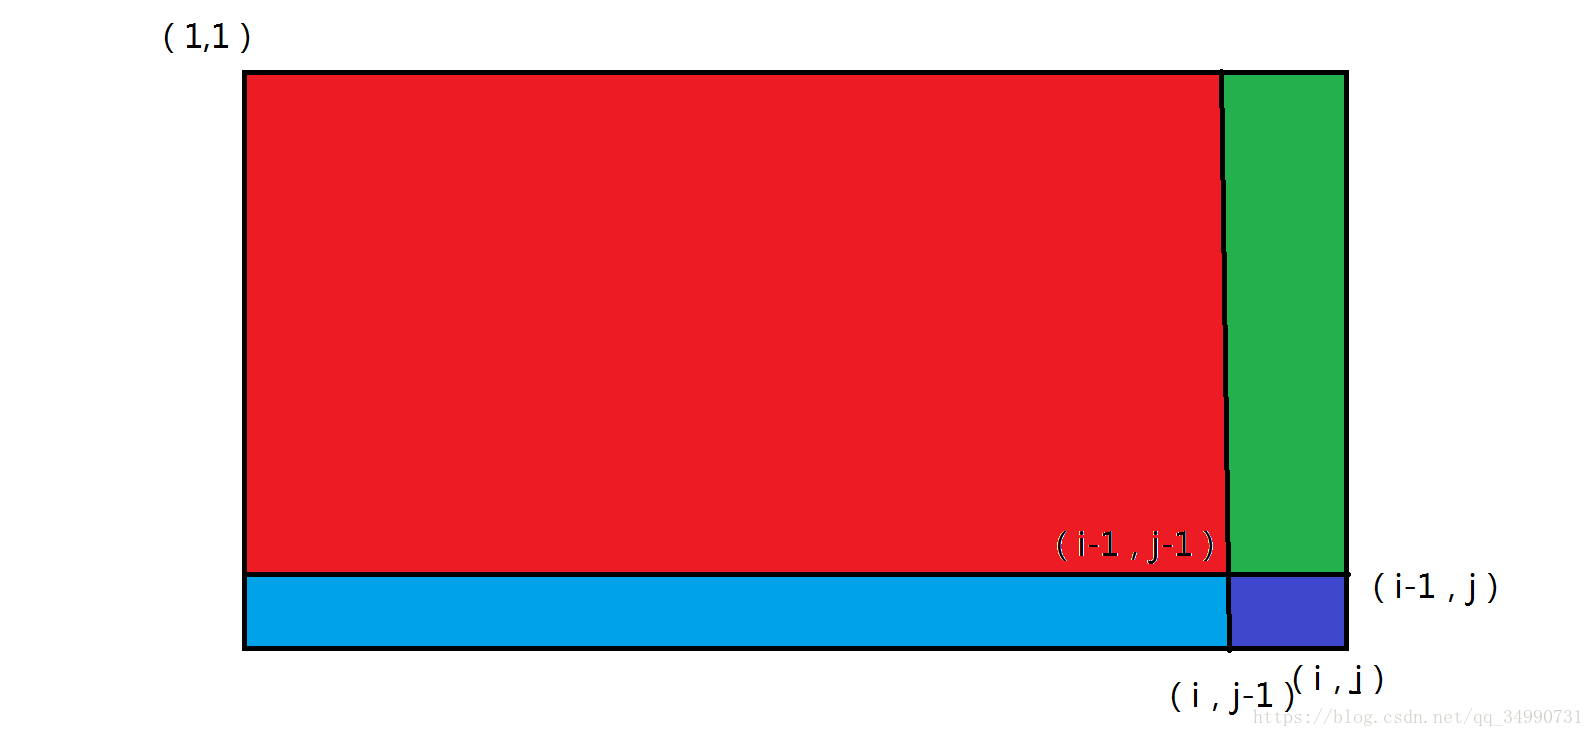 ( 1,1 )
( i-1 , j-1 )
( i-1 , j )
( i , j )
( i , j-1 )
https://blog.csdn.net/qq_34990731